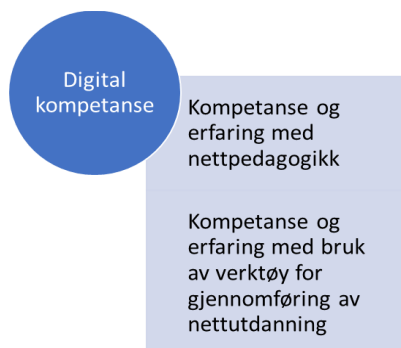 Digital
kompetanse
Kompetanse og
erfaring med
nettpedagogikk
Kompetanse og
erfaring med bruk
av verktøy for
gjennomføring av
nettutdanning